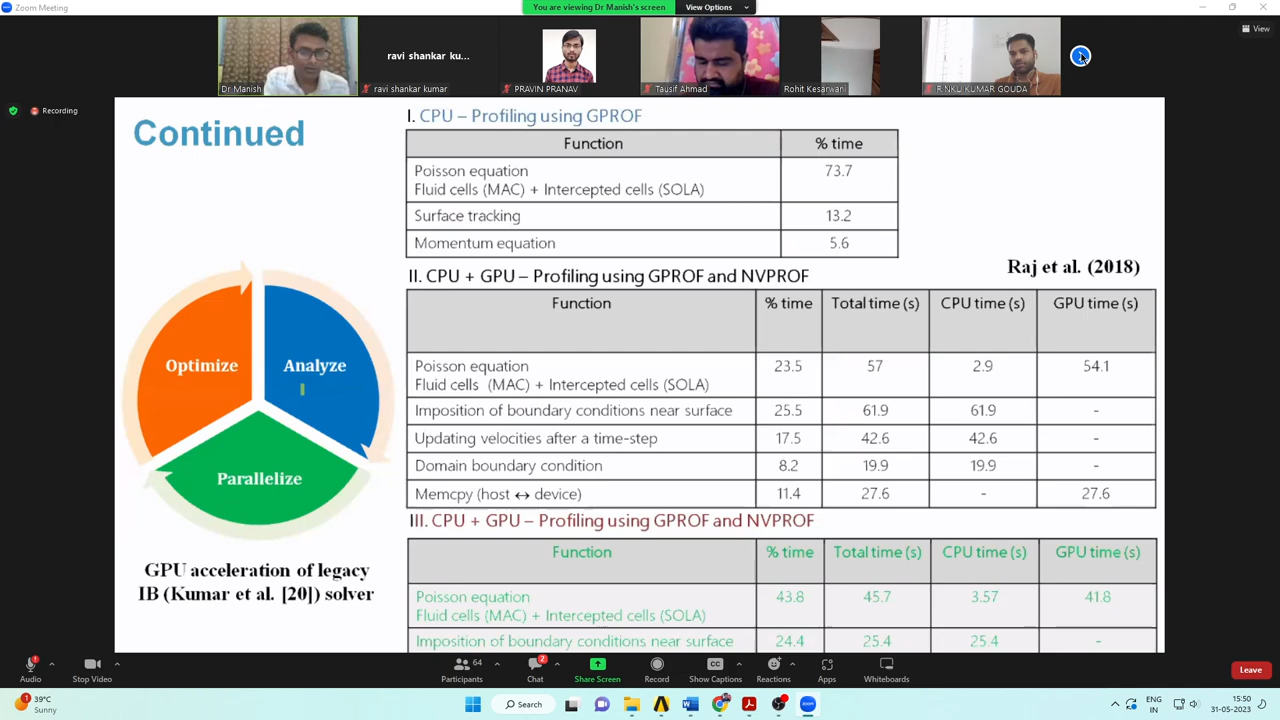 Zoom Meeting
You are viewing Dr Manish's screen
View Options
View
Dr Manish
ravi shankar ku...
ravi shankar kumar
PRAVIN PRANAV
Tausif Ahmad
Rohit Kesarwani
RINKU KUMAR GOUDA
Recording
Continued
Optimize
Analyze
Parallelize
GPU acceleration of legacy
IB (Kumar et al. [20]) solver
I. CPU – Profiling using GPROF
Function % time
Poisson equation 73.7
Fluid cells (MAC) + Intercepted cells (SOLA)
Surface tracking 13.2
Momentum equation 5.6
II. CPU + GPU – Profiling using GPROF and NVPROF
Raj et al. (2018)
Function % time Total time (s) CPU time (s) GPU time (s)
Poisson equation 23.5 57 2.9 54.1
Fluid cells (MAC) + Intercepted cells (SOLA)
Imposition of boundary conditions near surface 25.5 61.9 61.9 -
Updating velocities after a time-step 17.5 42.6 42.6 -
Domain boundary condition 8.2 19.9 19.9 -
Memcpy (host ↔ device) 11.4 27.6 - 27.6
III. CPU + GPU – Profiling using GPROF and NVPROF
Function % time Total time (s) CPU time (s) GPU time (s)
Poisson equation 43.8 45.7 3.57 41.8
Fluid cells (MAC) + Intercepted cells (SOLA)
Imposition of boundary conditions near surface 24.4 25.4 25.4 -
Audio
Stop Video
64
Participants
2
Chat
Share Screen
Record
CC
Show Captions
Reactions
Apps
Whiteboards
Leave
1
39°C
Sunny
Search
ENG
IN
15:50
31-05-2023